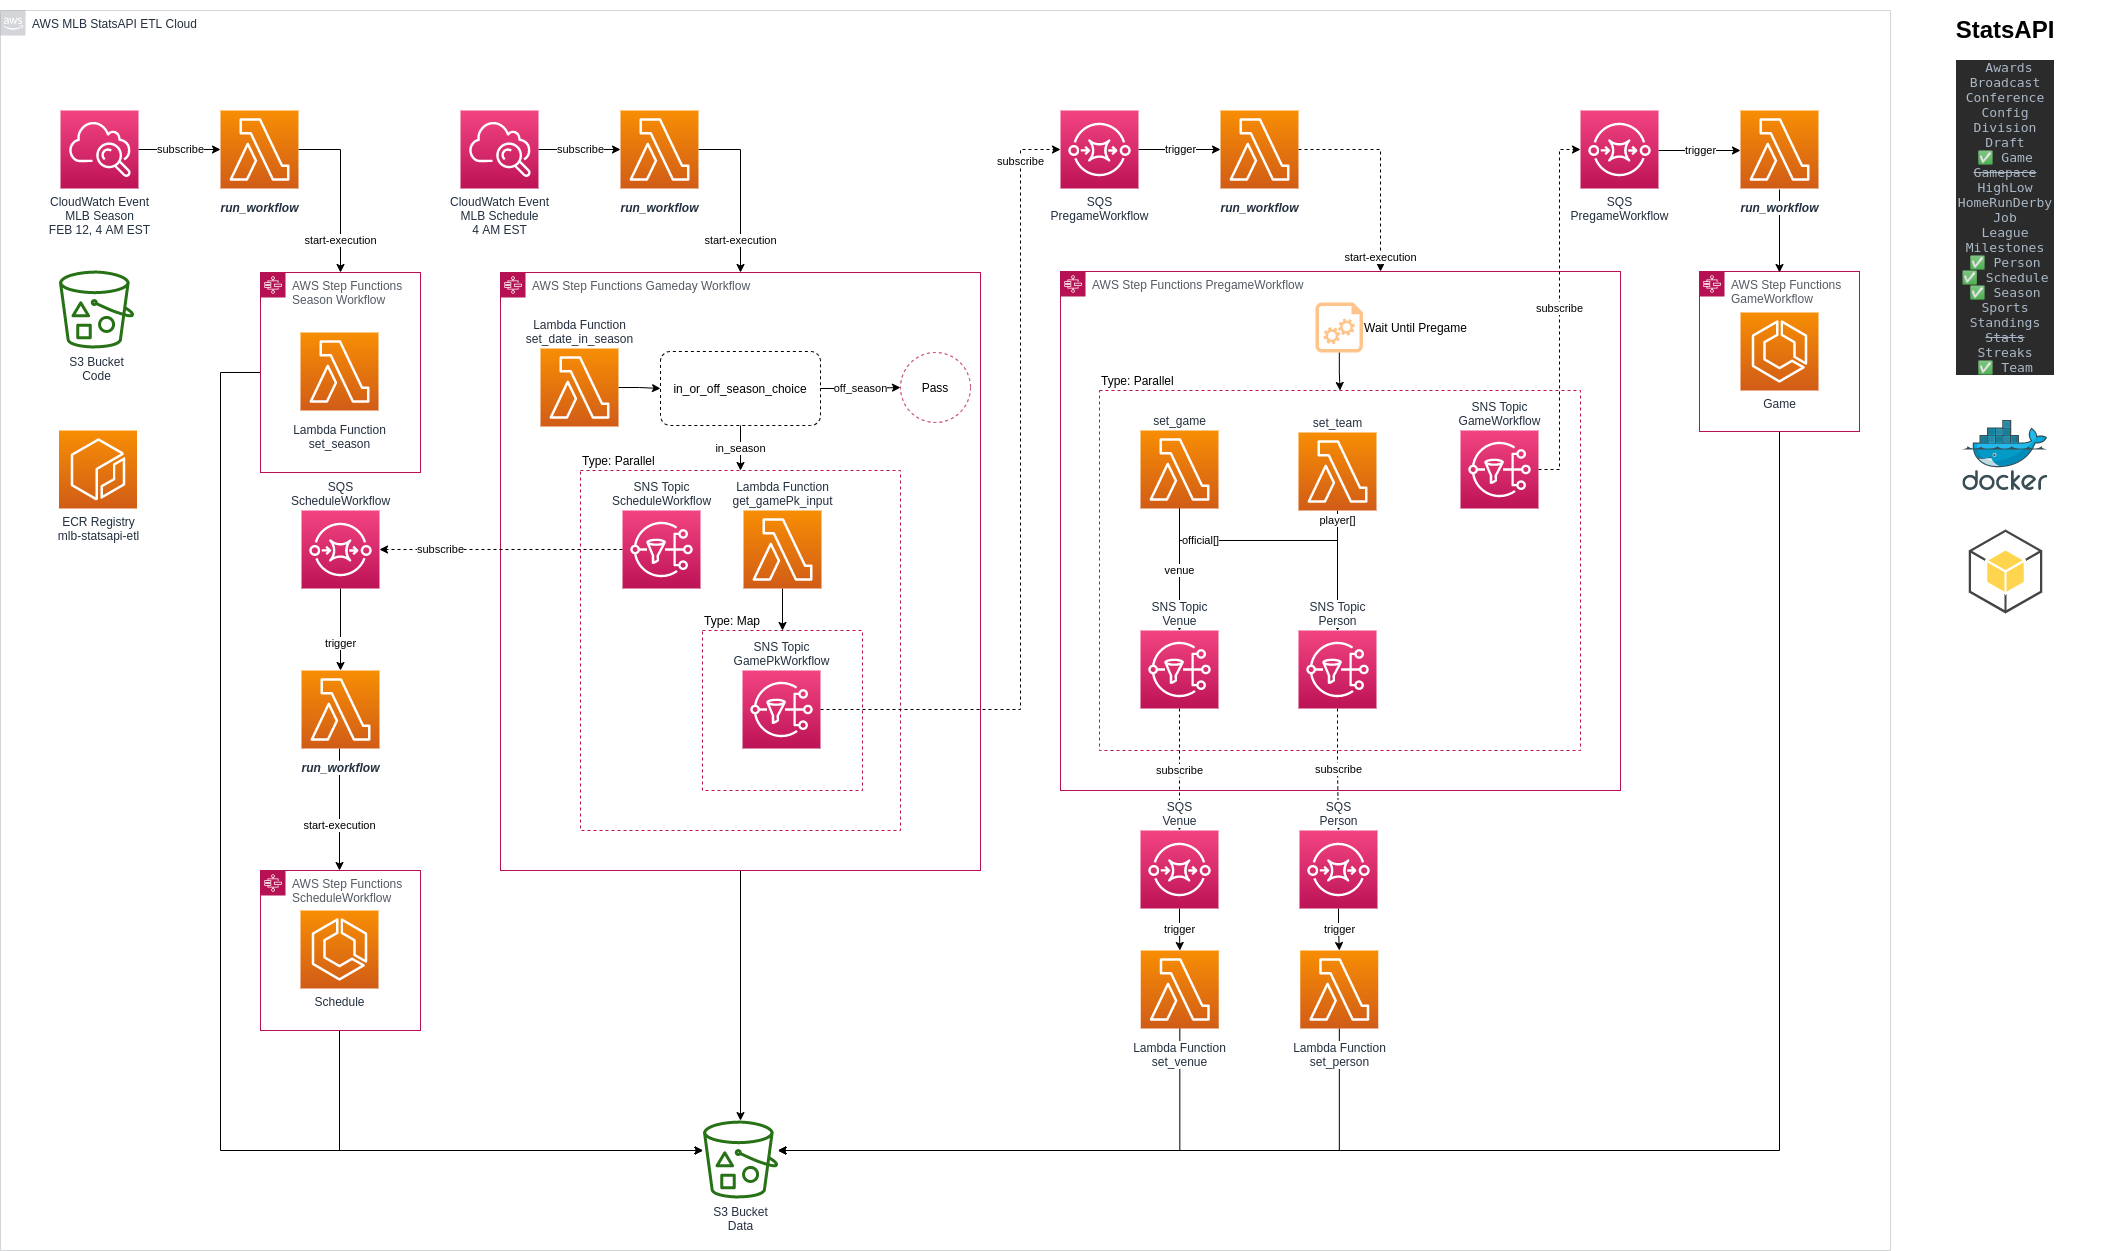 aws
AWS MLB StatsAPI ETL Cloud
subscribe
CloudWatch Event
MLB Season
FEB 12, 4 AM EST
run_workflow
start-execution
S3 Bucket
Code
ECR Registry
mlb-statsapi-etl
AWS Step Functions
Season Workflow
Lambda Function
set_season
SQS
ScheduleWorkflow
trigger
run_workflow
start-execution
AWS Step Functions
ScheduleWorkflow
Schedule
subscribe
CloudWatch Event
MLB Schedule
4 AM EST
run_workflow
start-execution
AWS Step Functions Gameday Workflow
Lambda Function
set_date_in_season
in_or_off_season_choice
off_season
Pass
in_season
Type: Parallel
SNS Topic
ScheduleWorkflow
Lambda Function
get_gamePk_input
subscribe
Type: Map
SNS Topic
GamePkWorkflow
S3 Bucket
Data
subscribe
SQS
PregameWorkflow
trigger
run_workflow
start-execution
AWS Step Functions PregameWorkflow
Wait Until Pregame
Type: Parallel
set_game
set_team
SNS Topic
GameWorkflow
player[]
official[]
venue
SNS Topic
Venue
SNS Topic
Person
subscribe
subscribe
SQS
Venue
SQS
Person
trigger
trigger
Lambda Function
set_venue
Lambda Function
set_person
subscribe
SQS
PregameWorkflow
trigger
run_workflow
AWS Step Functions
GameWorkflow
Game
StatsAPI
Awards
Broadcast
Conference
Config
Division
Draft
✅ Game
Gamepace
HighLow
HomeRunDerby
Job
League
Milestones
✅ Person
✅ Schedule
✅ Season
Sports
Standings
Stats
Streaks
✅ Team
docker